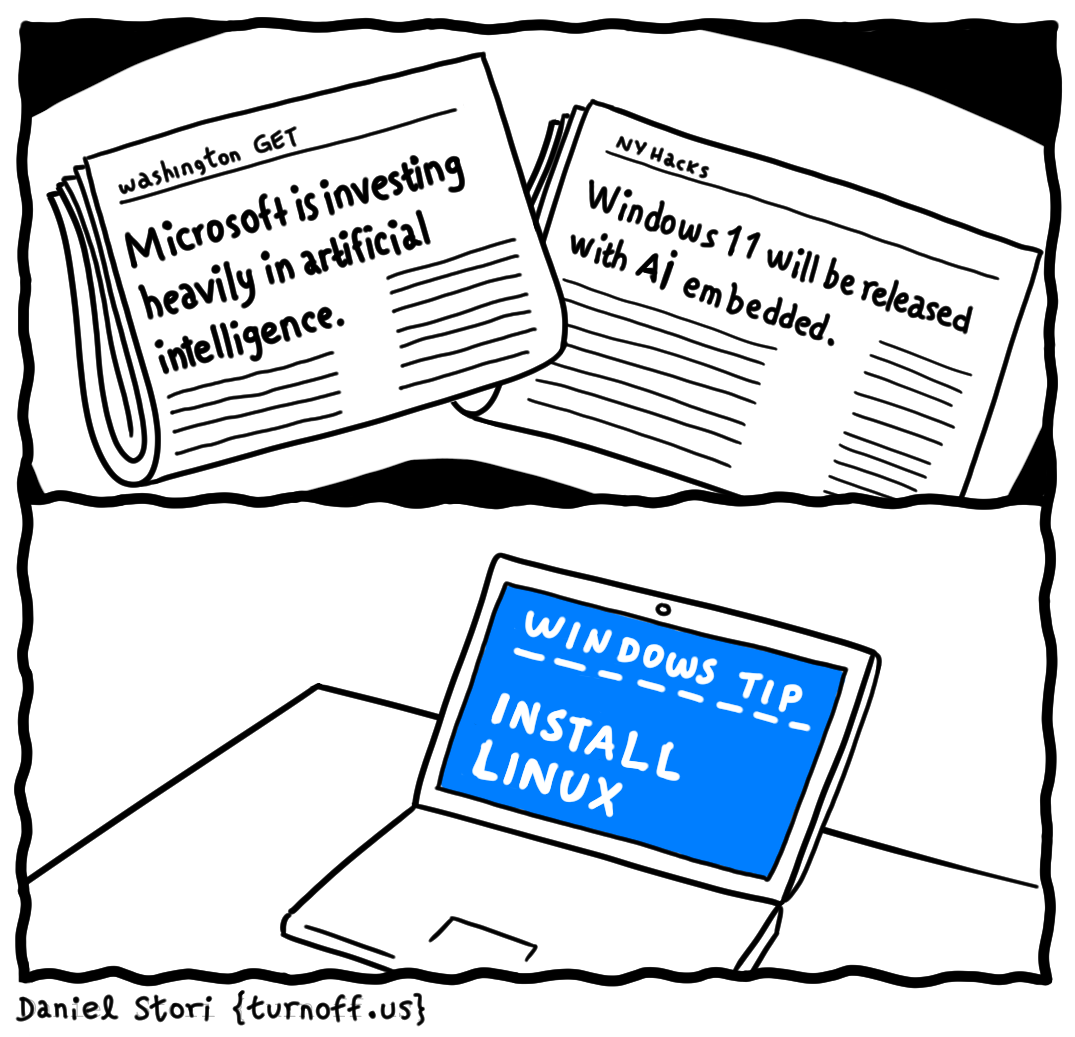 washington GET
Microsoft is investing
heavily in artificial
intelligence.
NY Hacks
Windows 11 will be released
with Ai embedded.
WINDOWS TIP
INSTALL
LINUX
Daniel Stori {turnoff.us}